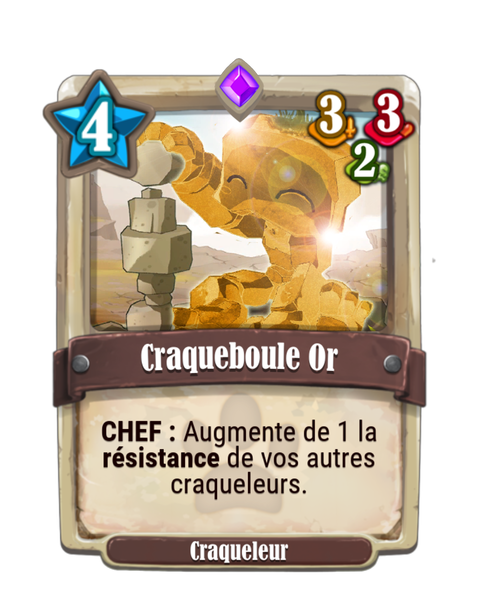 4
3
3
2
Craqueboule Or
CHEF : Augmente de 1 la
résistance de vos autres
craqueleurs.
Craqueleur